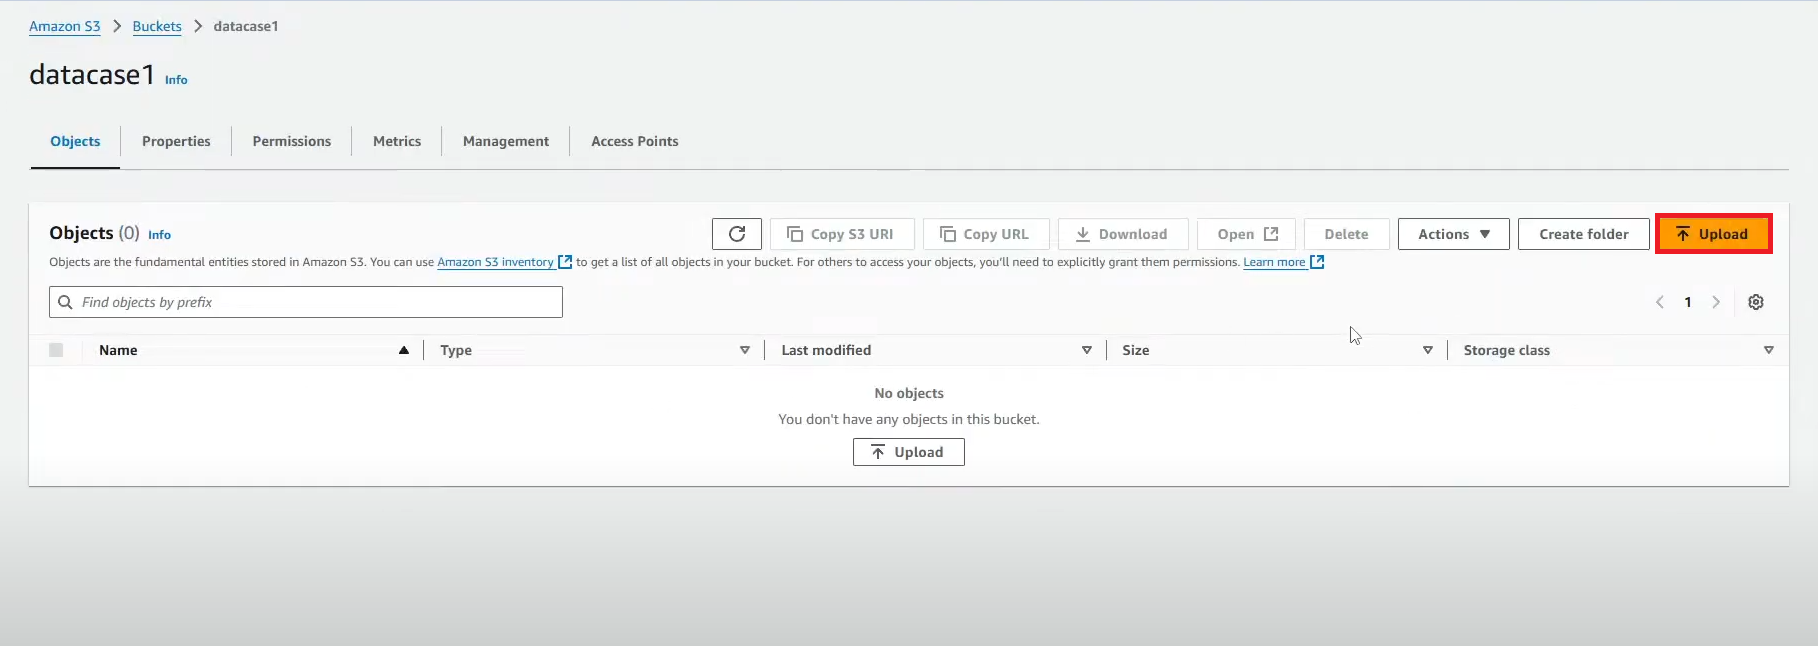 Amazon S3 > Buckets > datacase1
datacase1 Info
Objects Properties Permissions Metrics Management Access Points
Objects (0) Info Copy S3 URI Copy URL Download Open Delete Actions Create folder Upload
Objects are the fundamental entities stored in Amazon S3. You can use Amazon S3 inventory to get a list of all objects in your bucket. For others to access your objects, you'll need to explicitly grant them permissions. Learn more
Find objects by prefix < 1 >
Name Type Last modified Size Storage class
No objects
You don't have any objects in this bucket.
Upload